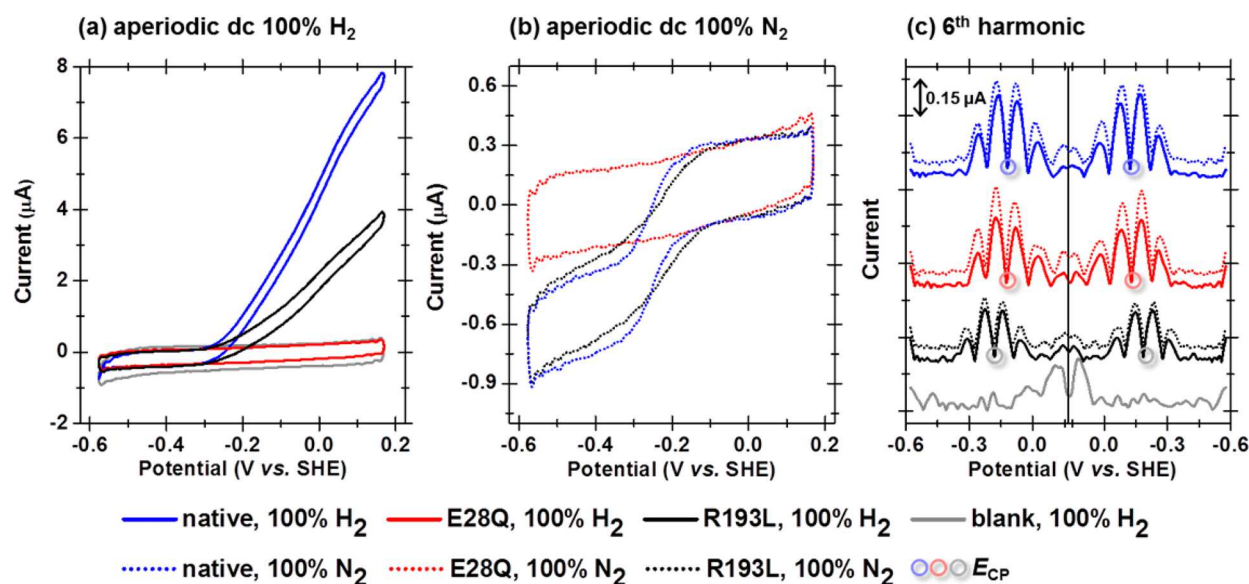 (a) aperiodic dc 100% H2
(b) aperiodic dc 100% N2
(c) 6th harmonic
Current (µA)
8
6
4
2
0
-2
-0.6 -0.4 -0.2 0.0 0.2
Potential (V vs. SHE)
Current (µA)
0.6
0.3
0.0
-0.3
-0.6
-0.9
-0.6 -0.4 -0.2 0.0 0.2
Potential (V vs. SHE)
Current
0.15 µA
-0.6 -0.3 0.0 0.0 -0.3 -0.6
Potential (V vs. SHE)
native, 100% H2 E28Q, 100% H2 R193L, 100% H2 blank, 100% H2
native, 100% N2 E28Q, 100% N2 R193L, 100% N2 ECP